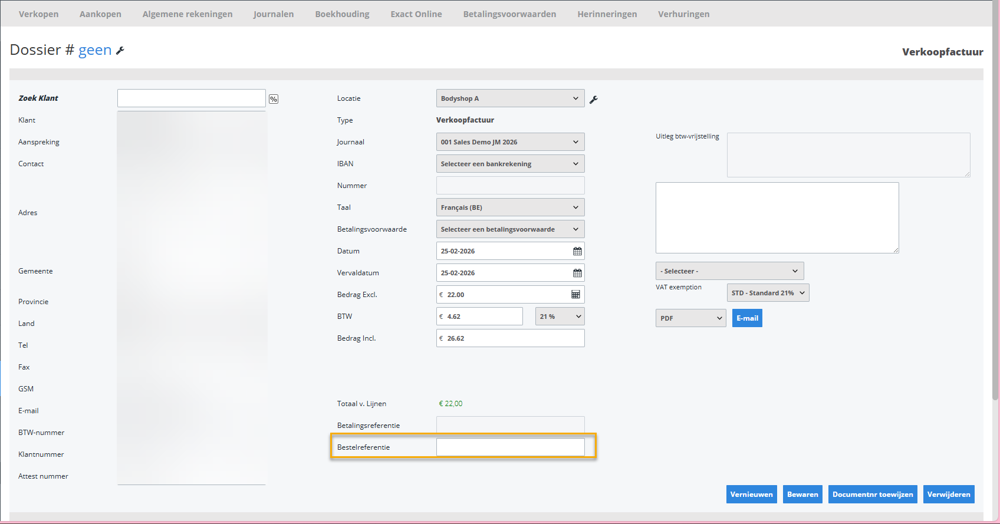 Verkopen Aankopen Algemene rekeningen Journalen Boekhouding Exact Online Betalingsvoorwaarden Herinneringen Verhuringen
Dossier # geen
Verkoopfactuur
Zoek Klant
%
Klant
Aanspreking
Contact
Adres
Gemeente
Provincie
Land
Tel
Fax
GSM
E-mail
BTW-nummer
Klantnummer
Attest nummer
Locatie Bodyshop A
Type Verkoopfactuur
Journaal 001 Sales Demo JM 2026
IBAN Selecteer een bankrekening
Nummer
Taal Français (BE)
Betalingsvoorwaarde Selecteer een betalingsvoorwaarde
Datum 25-02-2026
Vervaldatum 25-02-2026
Bedrag Excl. € 22.00
BTW € 4.62 21 %
Bedrag Incl. € 26.62
Totaal v. Lijnen € 22,00
Betalingsreferentie
Bestelreferentie
Uitleg btw-vrijstelling
- Selecteer -
VAT exemption STD - Standard 21%
PDF E-mail
Vernieuwen Bewaren Documentnr toewijzen Verwijderen